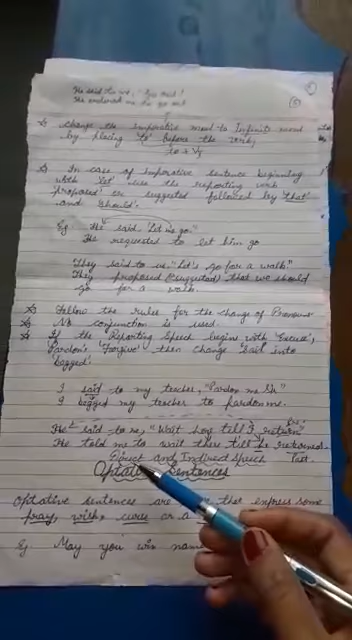 He said to me, "Go out!
He ordered me to go out
change the imperative mood to Infinite mood
by placing 'to' before the verb,
to + V1
In case of imperative sentence beginning
with 'let' use the reporting verb
'proposed' or suggested followed by 'that'
and should'.
Eg He said "Let us go."
He requested to let him go
They said to us "Let's go for a walk."
They proposed (suggested) that we should
go for a walk.
Follow the rules for the change of Pronouns
No conjunction is used.
If the Reporting Speech begins with 'Excuse',
Pardon 'Forgive' then change said into
begged.
I said to my teacher, "Pardon me Sir"
I begged my teacher to pardon me.
He said to me, "Wait here till I return
He told me to wait there till he returned.
Direct and Indirect Speech
Sentences
Optative sentences are that express some
pray, wish, curse or a
Eg May you win